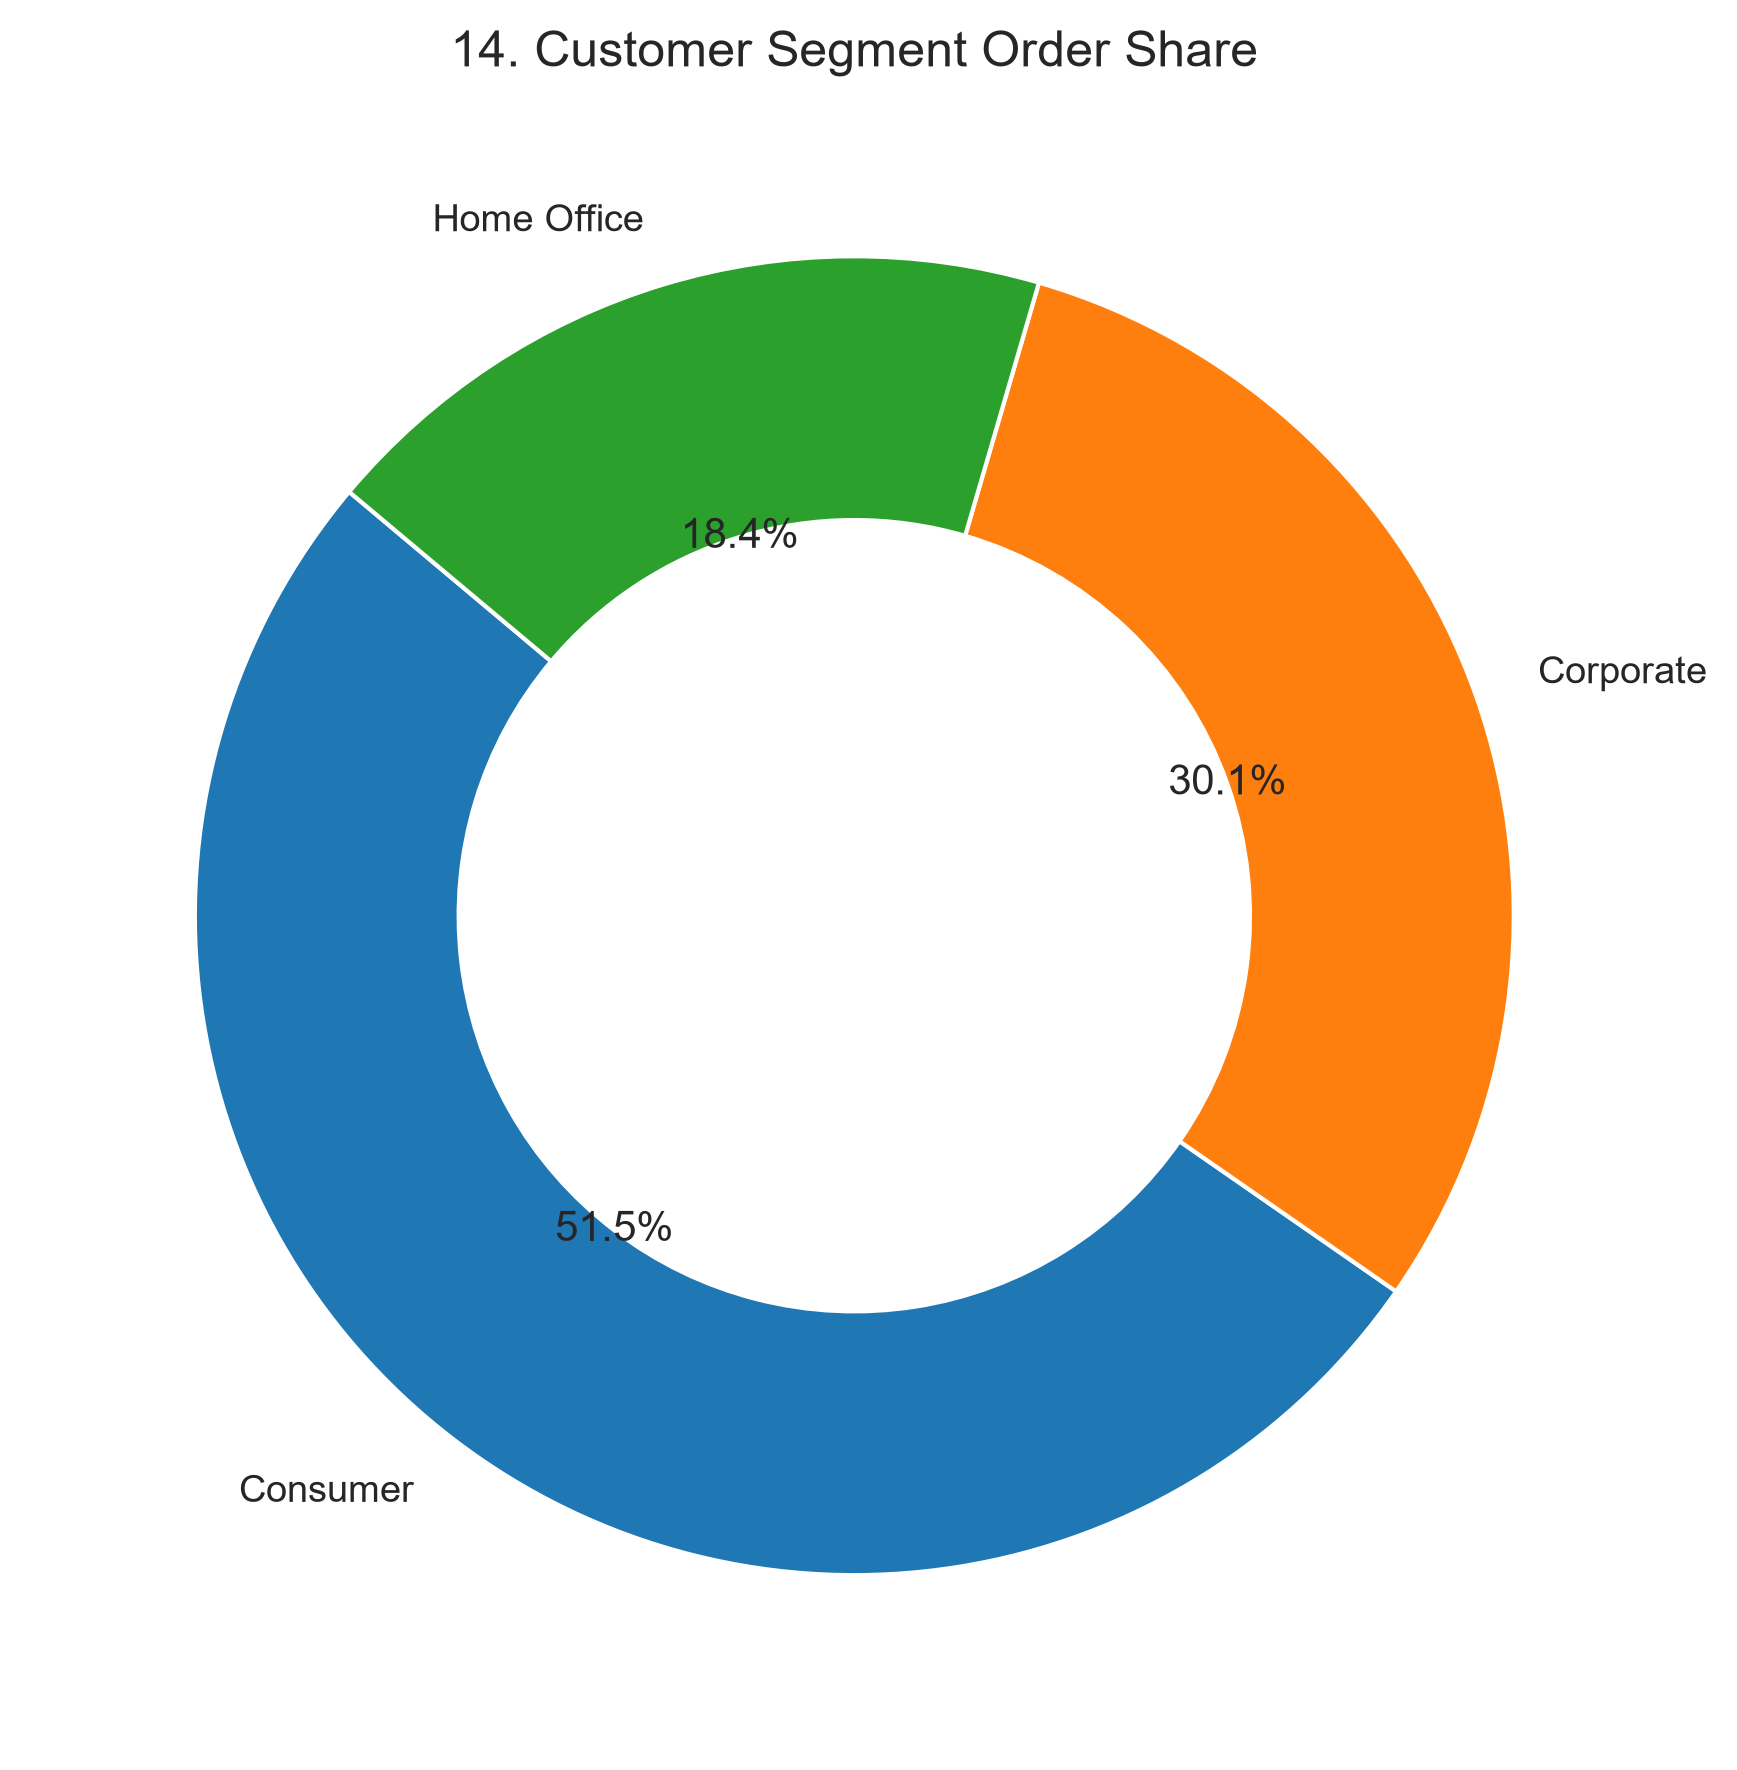 14. Customer Segment Order Share
Home Office
18.4%
Corporate
30.1%
51.5%
Consumer